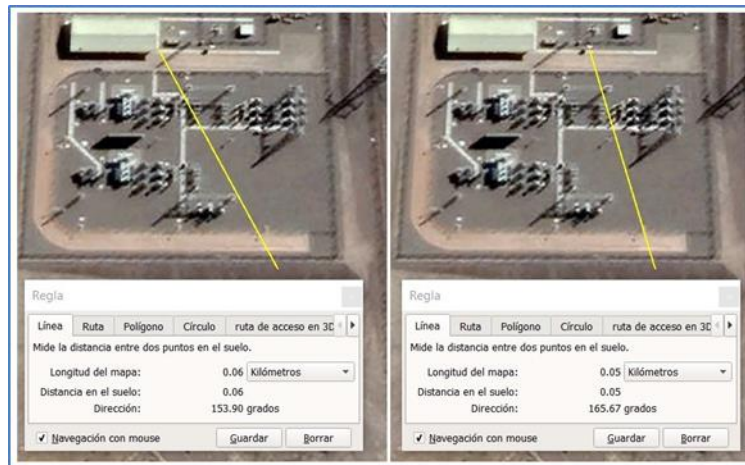 Regla
Línea Ruta Polígono Círculo ruta de acceso en 3D
Mide la distancia entre dos puntos en el suelo.
Longitud del mapa: 0.06 Kilómetros
Distancia en el suelo: 0.06
Dirección: 153.90 grados
Navegación con mouse Guardar Borrar
Regla
Línea Ruta Polígono Círculo ruta de acceso en 3D
Mide la distancia entre dos puntos en el suelo.
Longitud del mapa: 0.05 Kilómetros
Distancia en el suelo: 0.05
Dirección: 165.67 grados
Navegación con mouse Guardar Borrar